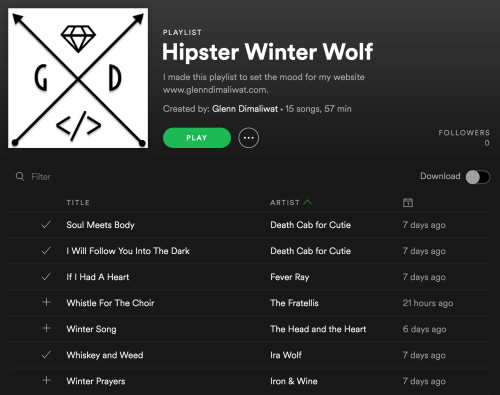 G D
</>
PLAYLIST
Hipster Winter Wolf
I made this playlist to set the mood for my website
www.glenndimaliwat.com.
Created by: Glenn Dimaliwat • 15 songs, 57 min
PLAY
FOLLOWERS
0
Filter
Download
TITLE ARTIST
Soul Meets Body Death Cab for Cutie 7 days ago
I Will Follow You Into The Dark Death Cab for Cutie 7 days ago
If I Had A Heart Fever Ray 7 days ago
Whistle For The Choir The Fratellis 21 hours ago
Winter Song The Head and the Heart 6 days ago
Whiskey and Weed Ira Wolf 7 days ago
Winter Prayers Iron & Wine 7 days ago